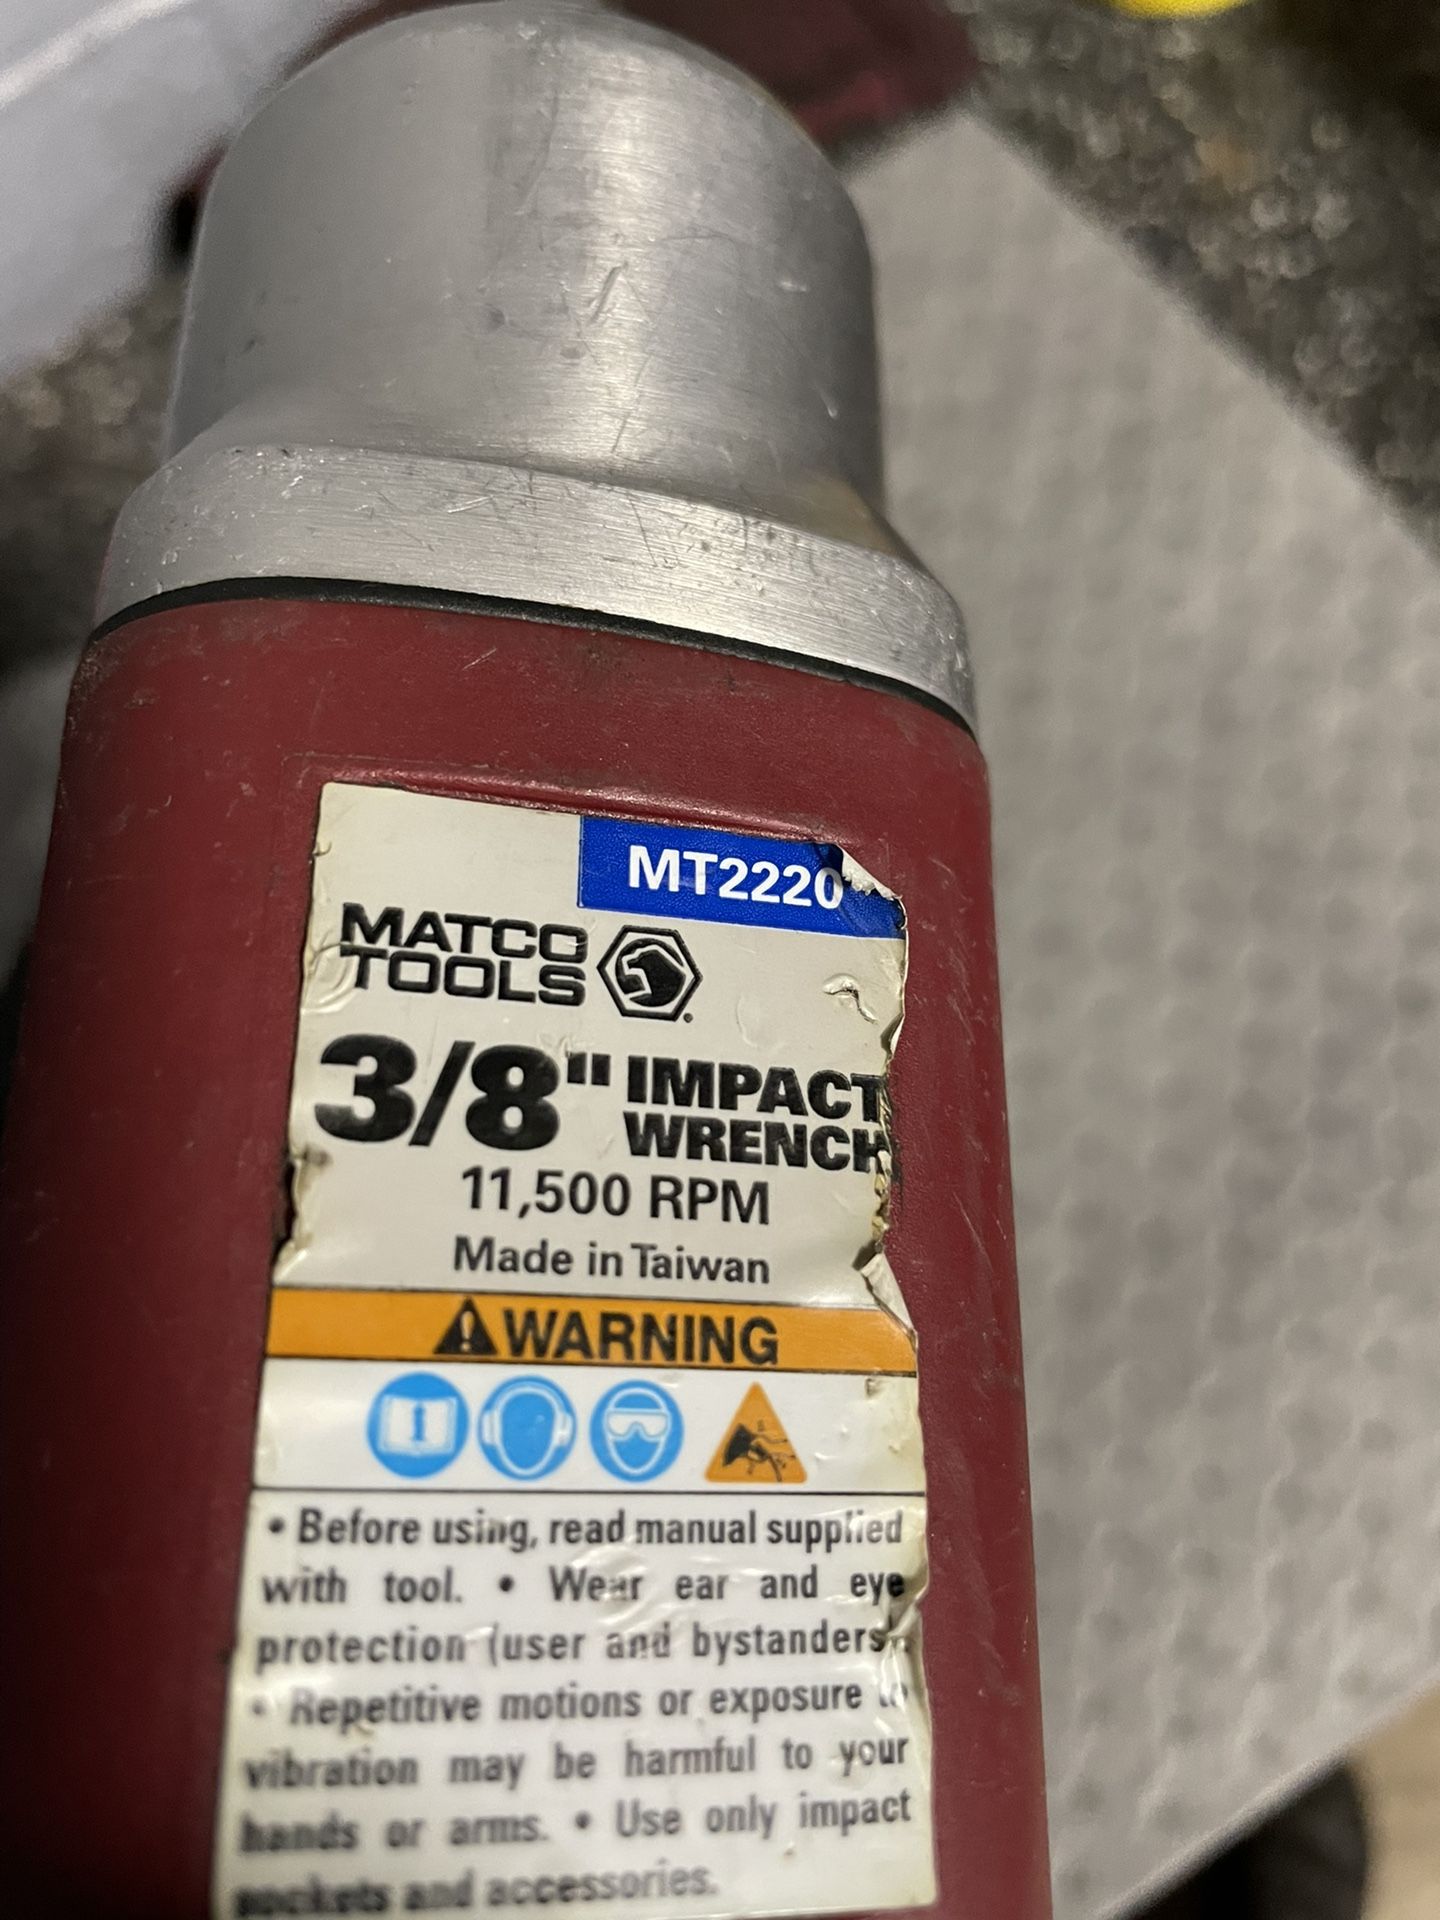 MT2220
MATCO
TOOLS
3/8" IMPACT
WRENCH
11,500 RPM
Made in Taiwan
WARNING
• Before using, read manual supplied
with tool. • Wear ear and eye
protection (user and bystanders).
• Repetitive motions or exposure to
vibration may be harmful to your
hands or arms. • Use only impact
sockets and accessories.